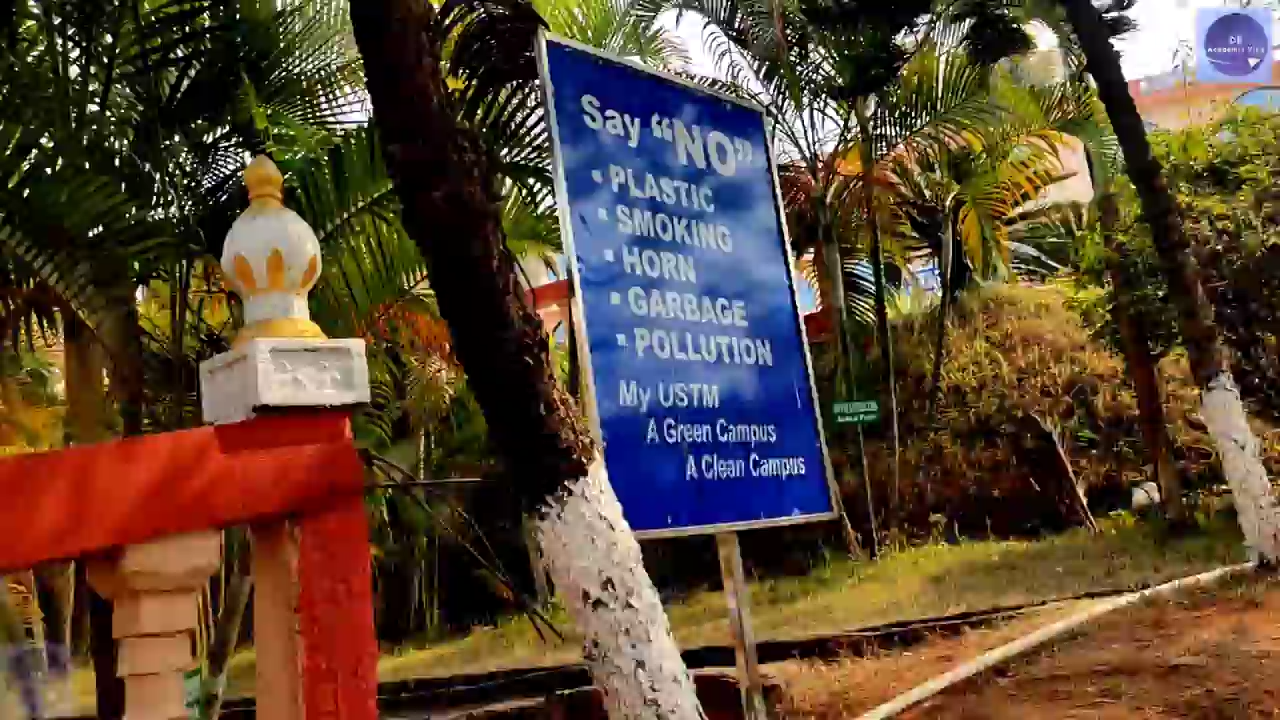 Say “NO”
▪ PLASTIC
▪ SMOKING
▪ HORN
▪ GARBAGE
▪ POLLUTION
My USTM
A Green Campus
A Clean Campus